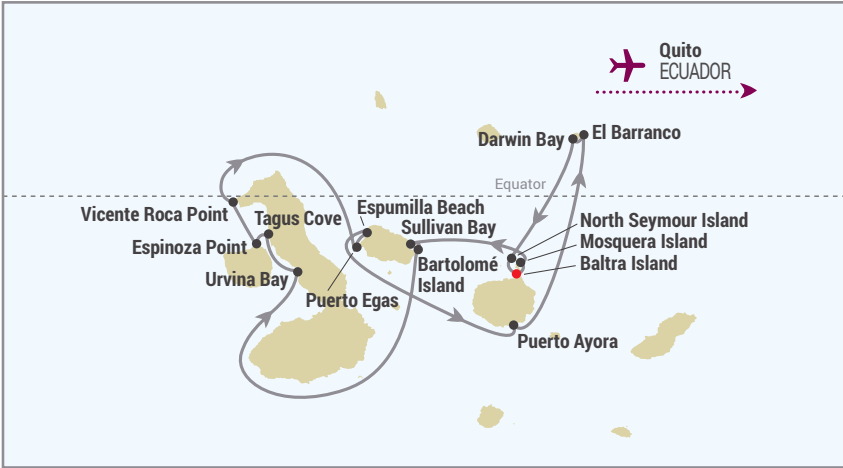 Quito
ECUADOR
Darwin Bay
El Barranco
Equator
Vicente Roca Point
Tagus Cove
Espumilla Beach
Sullivan Bay
North Seymour Island
Mosquera Island
Baltra Island
Espinoza Point
Urvina Bay
Puerto Egas
Bartolomé
Island
Puerto Ayora